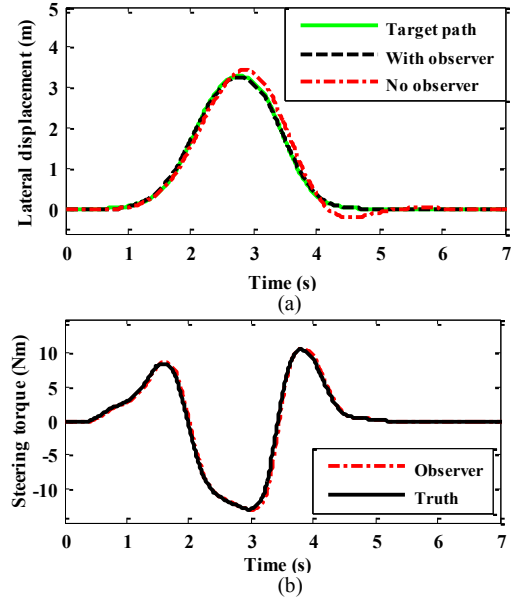 Lateral displacement (m)
5
4
3
2
1
0
Target path
With observer
No observer
0 1 2 3 4 5 6 7
Time (s)
(a)
Steering torque (Nm)
10
5
0
-5
-10
Observer
Truth
0 1 2 3 4 5 6 7
Time (s)
(b)